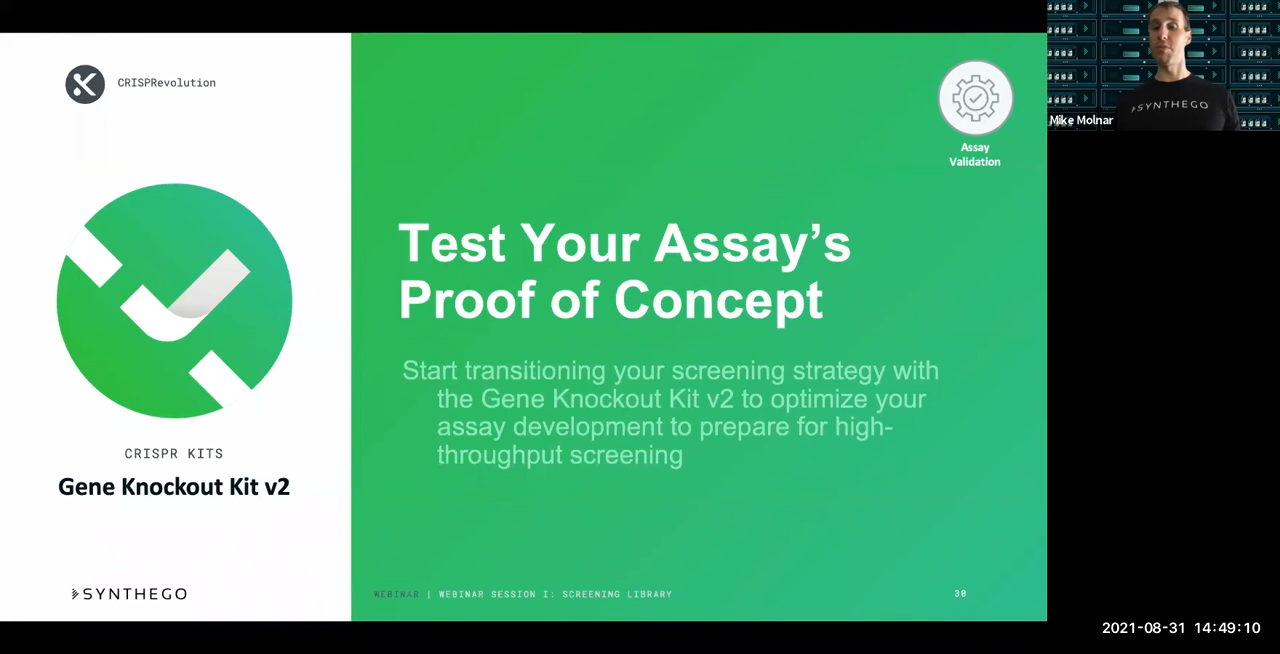 CRISPRevolution
Assay
Validation
SYNTHEGO
Mike Molnar
Test Your Assay’s
Proof of Concept
Start transitioning your screening strategy with
the Gene Knockout Kit v2 to optimize your
assay development to prepare for high-
throughput screening
CRISPR KITS
Gene Knockout Kit v2
SYNTHEGO
WEBINAR | WEBINAR SESSION I: SCREENING LIBRARY
30
2021-08-31 14:49:10